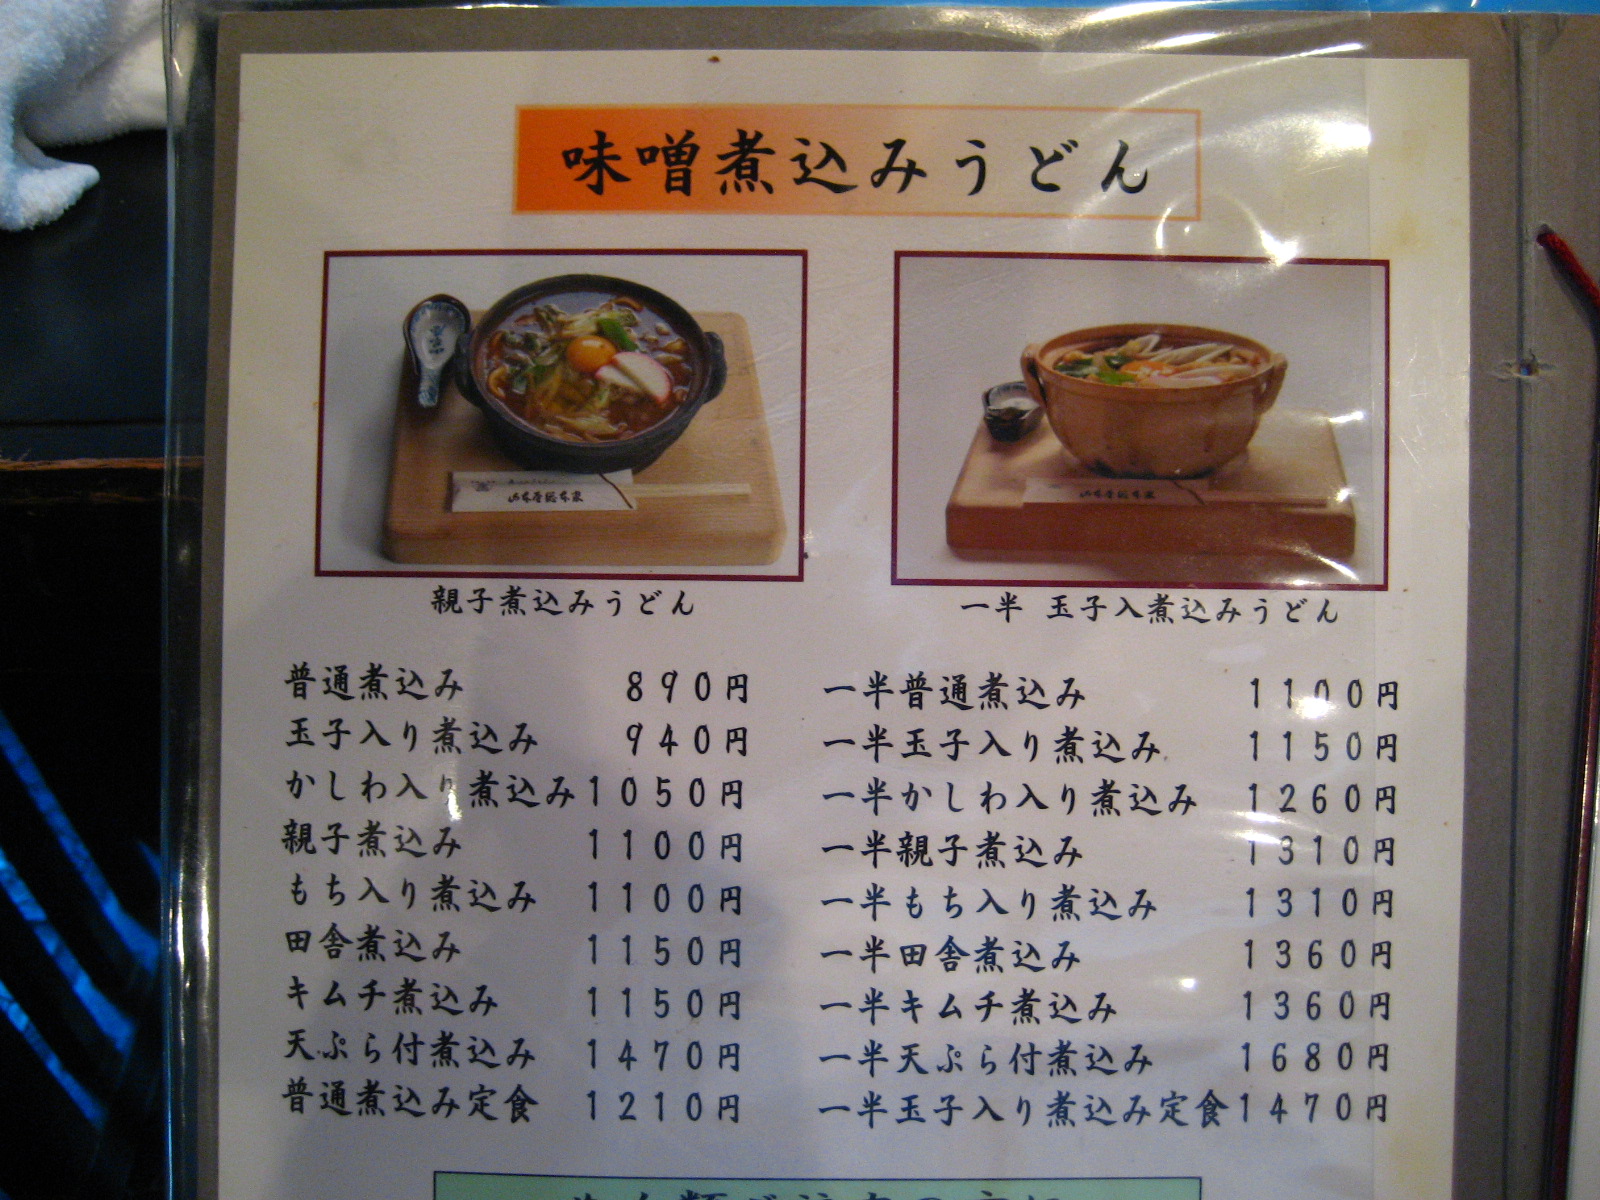 味噌煮込みうどん
山本屋総本家
山本屋総本家
親子煮込みうどん
一半 玉子入煮込みうどん
普通煮込み 890円
玉子入り煮込み 940円
かしわ入り煮込み 1050円
親子煮込み 1100円
もち入り煮込み 1100円
田舎煮込み 1150円
キムチ煮込み 1150円
天ぷら付煮込み 1470円
普通煮込み定食 1210円
一半普通煮込み 1100円
一半玉子入り煮込み 1150円
一半かしわ入り煮込み 1260円
一半親子煮込み 1310円
一半もち入り煮込み 1310円
一半田舎煮込み 1360円
一半キムチ煮込み 1360円
一半天ぷら付煮込み 1680円
一半玉子入り煮込み定食 1470円